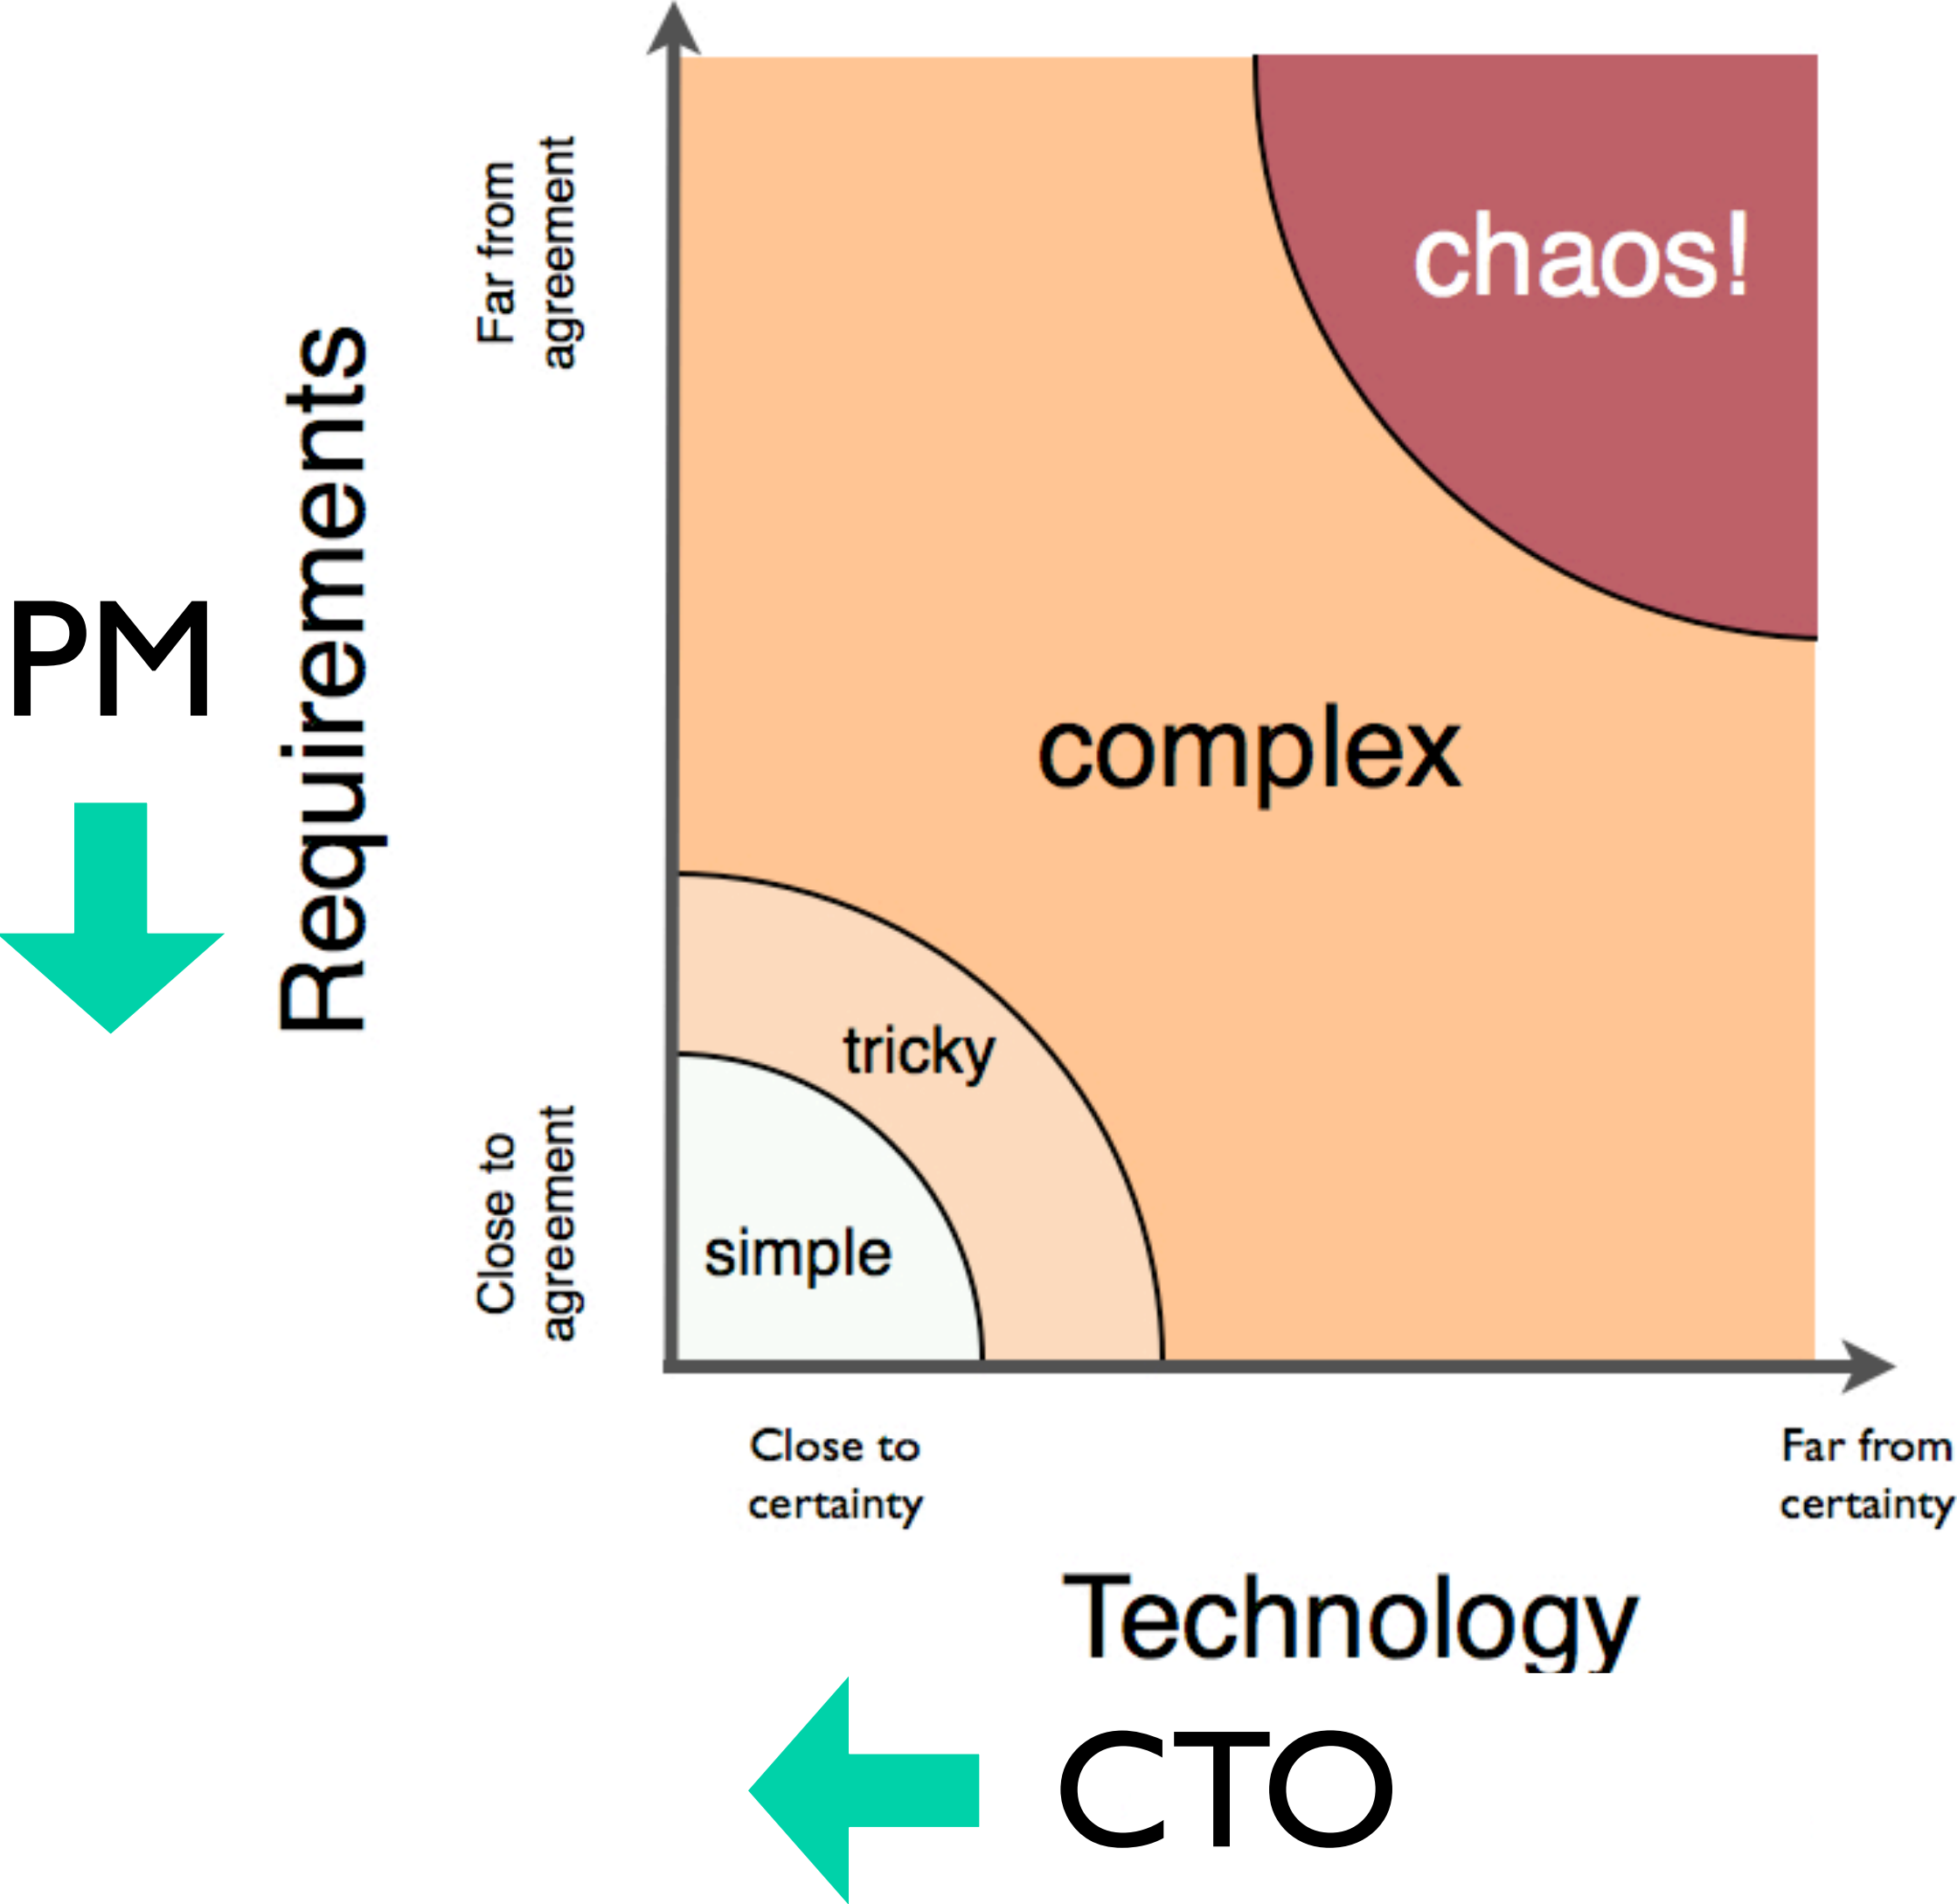 Far from
agreement
chaos!
Requirements
PM
complex
tricky
Close to
agreement
simple
Close to
certainty
Far from
certainty
Technology
CTO